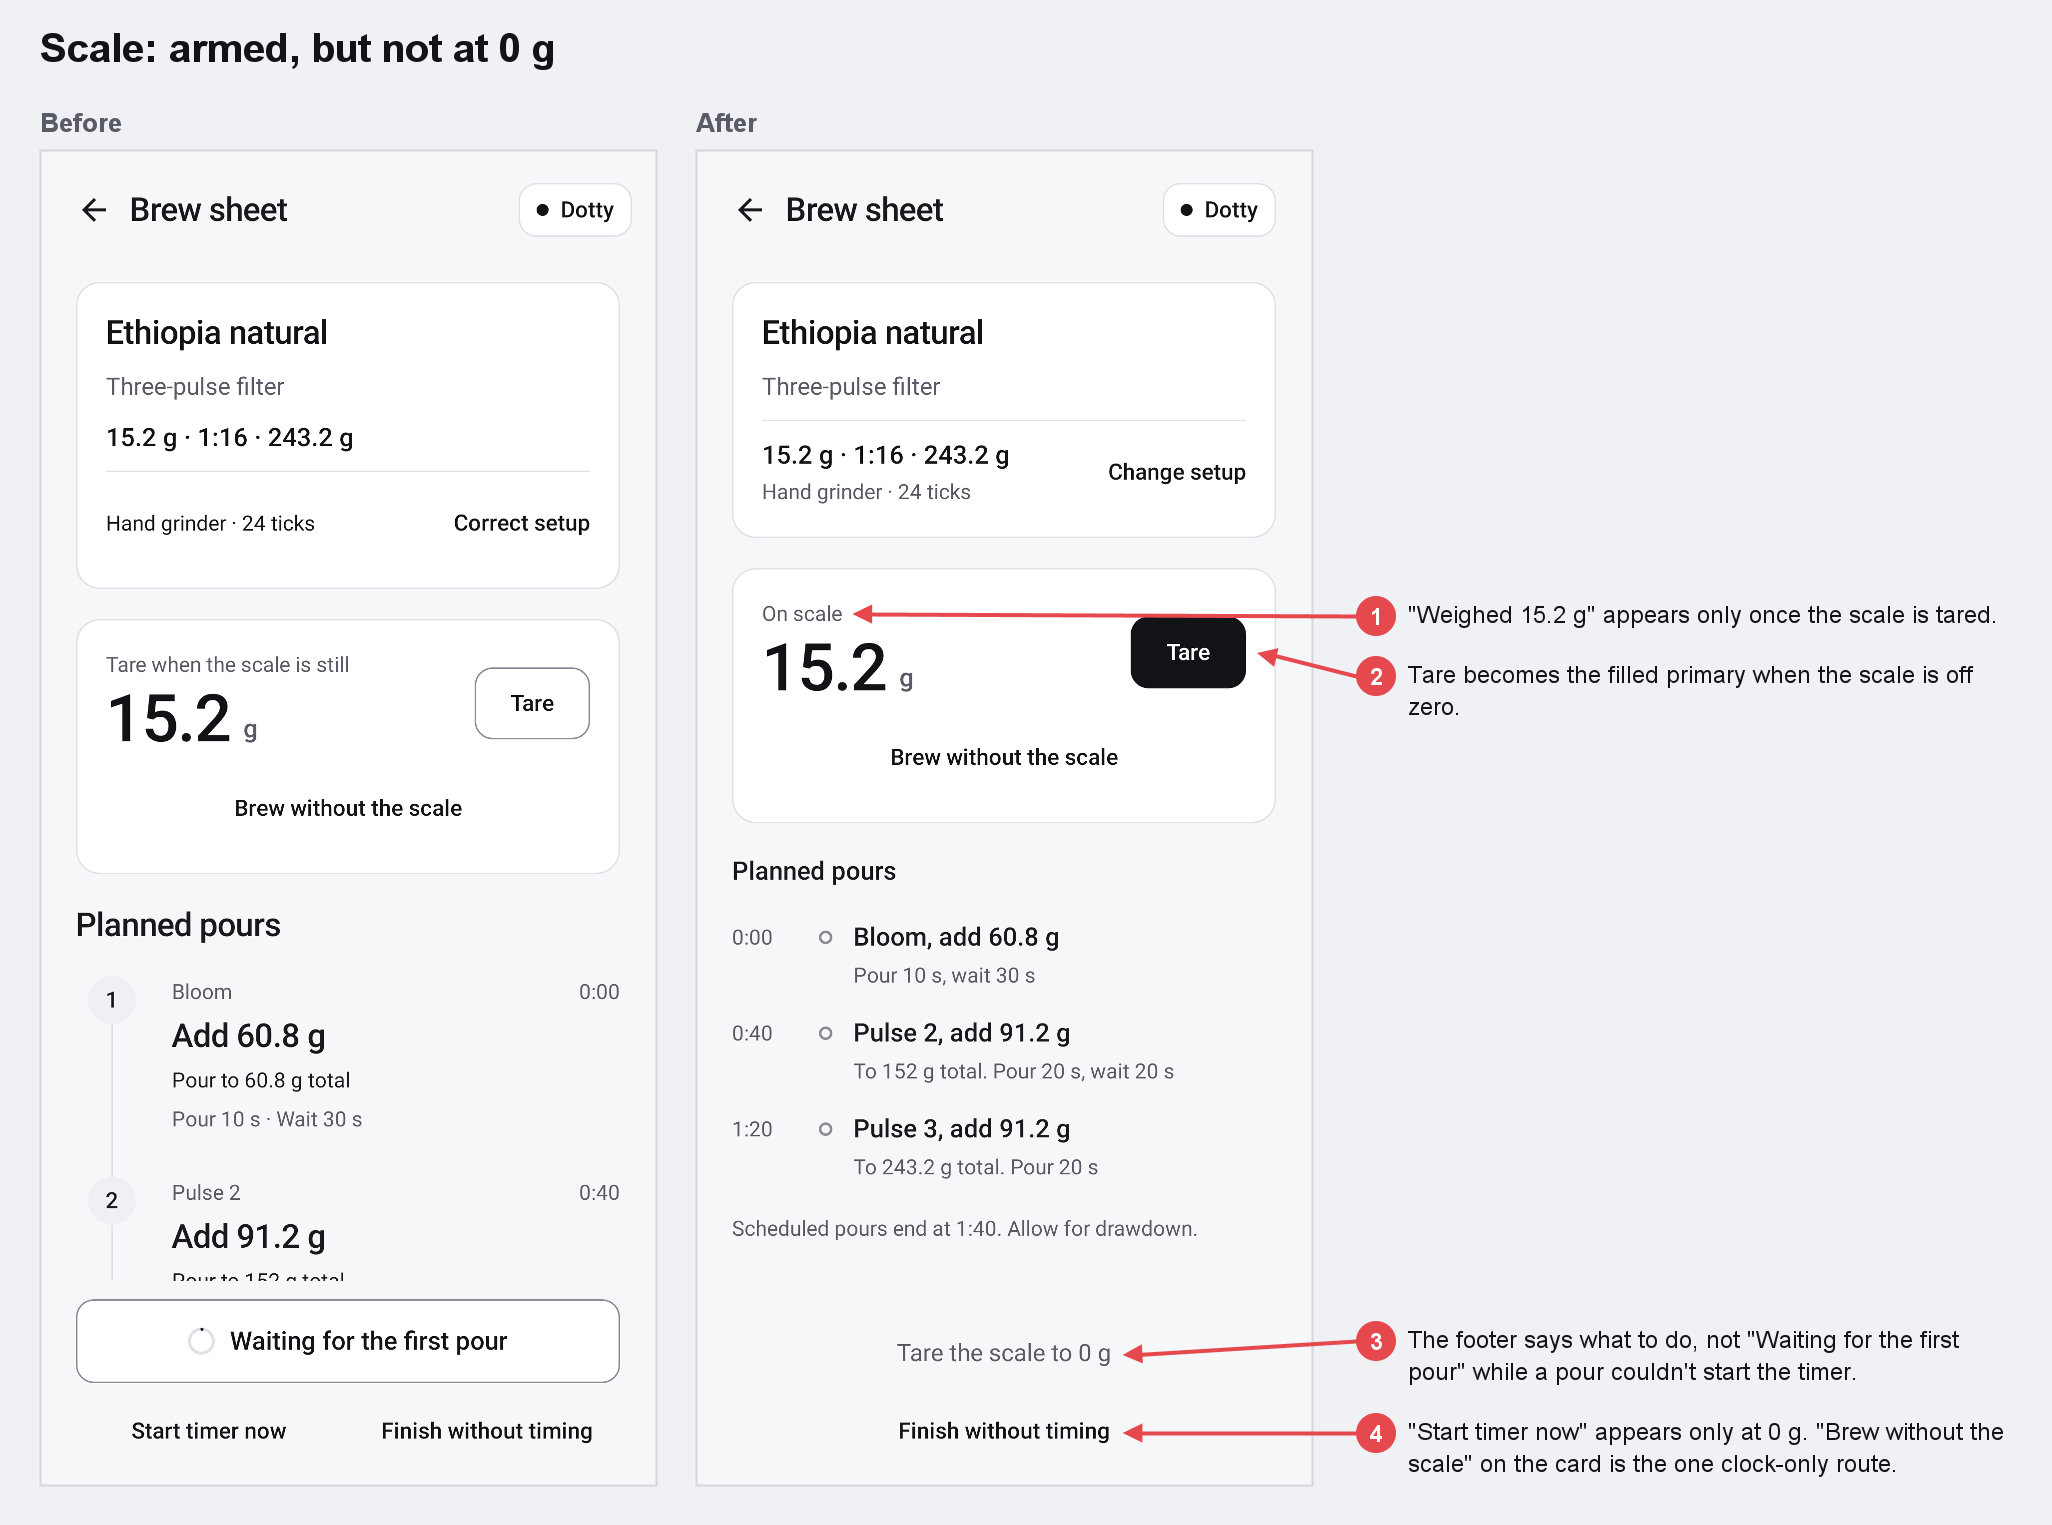 Scale: armed, but not at 0 g
Before
Brew sheet
Dotty
Ethiopia natural
Three-pulse filter
15.2 g · 1:16 · 243.2 g
Hand grinder · 24 ticks
Correct setup
Tare when the scale is still
15.2 g
Tare
Brew without the scale
Planned pours
1
Bloom
0:00
Add 60.8 g
Pour to 60.8 g total
Pour 10 s · Wait 30 s
2
Pulse 2
0:40
Add 91.2 g
Pour to 152 g total
Waiting for the first pour
Start timer now
Finish without timing
After
Brew sheet
Dotty
Ethiopia natural
Three-pulse filter
15.2 g · 1:16 · 243.2 g
Hand grinder · 24 ticks
Change setup
On scale
15.2 g
Tare
Brew without the scale
Planned pours
0:00
Bloom, add 60.8 g
Pour 10 s, wait 30 s
0:40
Pulse 2, add 91.2 g
To 152 g total. Pour 20 s, wait 20 s
1:20
Pulse 3, add 91.2 g
To 243.2 g total. Pour 20 s
Scheduled pours end at 1:40. Allow for drawdown.
Tare the scale to 0 g
Finish without timing
1
"Weighed 15.2 g" appears only once the scale is tared.
2
Tare becomes the filled primary when the scale is off
zero.
3
The footer says what to do, not "Waiting for the first
pour" while a pour couldn't start the timer.
4
"Start timer now" appears only at 0 g. "Brew without the
scale" on the card is the one clock-only route.